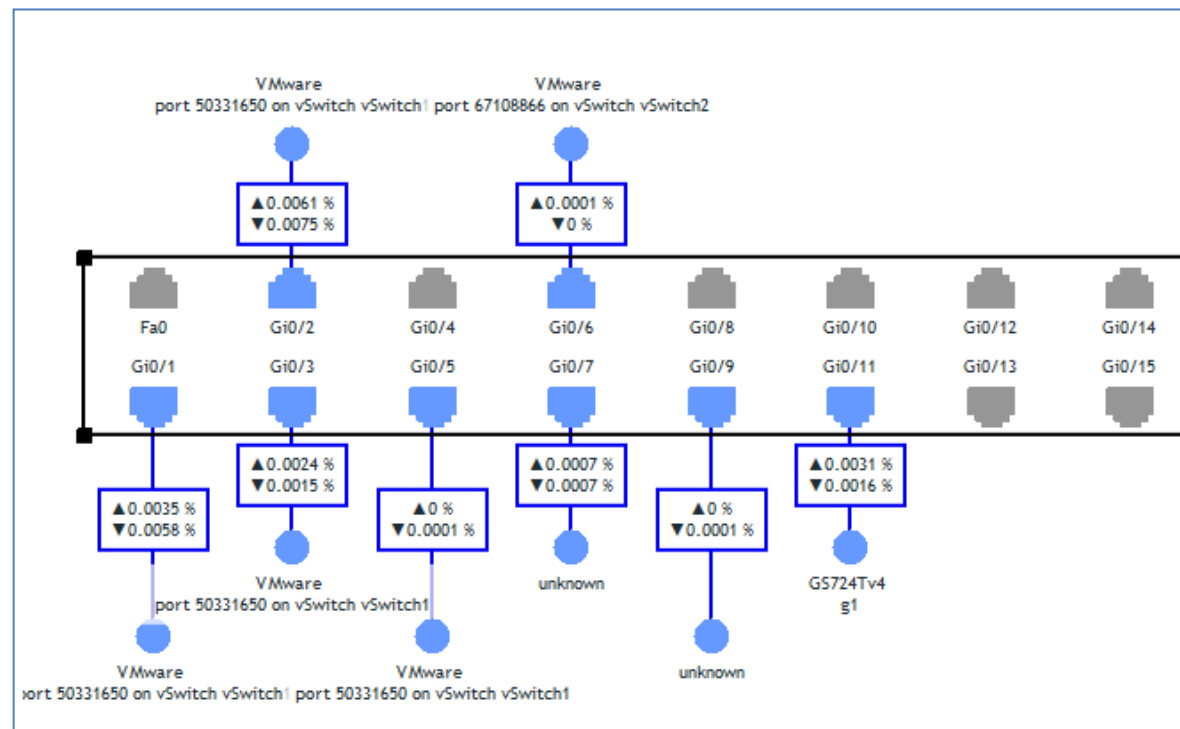 VMware
port 50331650 on vSwitch vSwitch1
VMware
port 67108866 on vSwitch vSwitch2
▲0.0061 %
▼0.0075 %
▲0.0001 %
▼0 %
Fa0 Gi0/2 Gi0/4 Gi0/6 Gi0/8 Gi0/10 Gi0/12 Gi0/14
Gi0/1 Gi0/3 Gi0/5 Gi0/7 Gi0/9 Gi0/11 Gi0/13 Gi0/15
▲0.0035 %
▼0.0058 %
▲0.0024 %
▼0.0015 %
▲0 %
▼0.0001 %
▲0.0007 %
▼0.0007 %
▲0 %
▼0.0001 %
▲0.0031 %
▼0.0016 %
VMware
port 50331650 on vSwitch vSwitch1
unknown
GS724Tv4
g1
VMware
ort 50331650 on vSwitch vSwitch1
VMware
port 50331650 on vSwitch vSwitch1
unknown